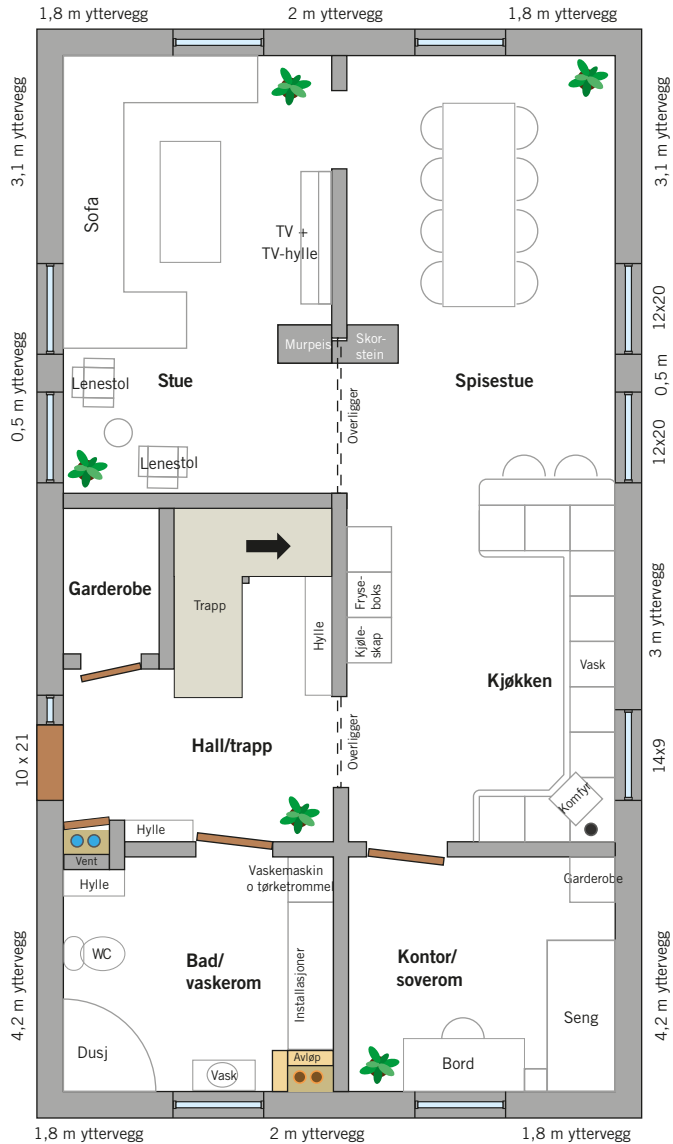 1,8 m yttervegg
2 m yttervegg
1,8 m yttervegg
3,1 m yttervegg
3,1 m yttervegg
Sofa
TV +
TV-hylle
12x20
Murpeis
Skor-
stein
0,5 m yttervegg
Lenestol
Stue
Spisestue
0,5 m
Overligger
12x20
Lenestol
Garderobe
Trapp
Hylle
Fryse-
boks
Kjøle-
skap
3 m yttervegg
Vask
Kjøkken
10 x 21
Hall/trapp
Overligger
14x9
Komfyr
Hylle
Vent
Hylle
Vaskemaskin
o tørketrommel
Garderobe
4,2 m yttervegg
WC
Bad/
vaskerom
Installasjoner
Kontor/
soverom
4,2 m yttervegg
Seng
Dusj
Vask
Avløp
Bord
1,8 m yttervegg
2 m yttervegg
1,8 m yttervegg